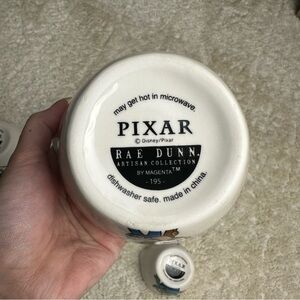 may get hot in microwave.
PIXAR
© Disney/Pixar
RAE DUNN.
ARTISAN COLLECTION
BY MAGENTA™
- 195 -
dishwasher safe. made in china.
PIXAR